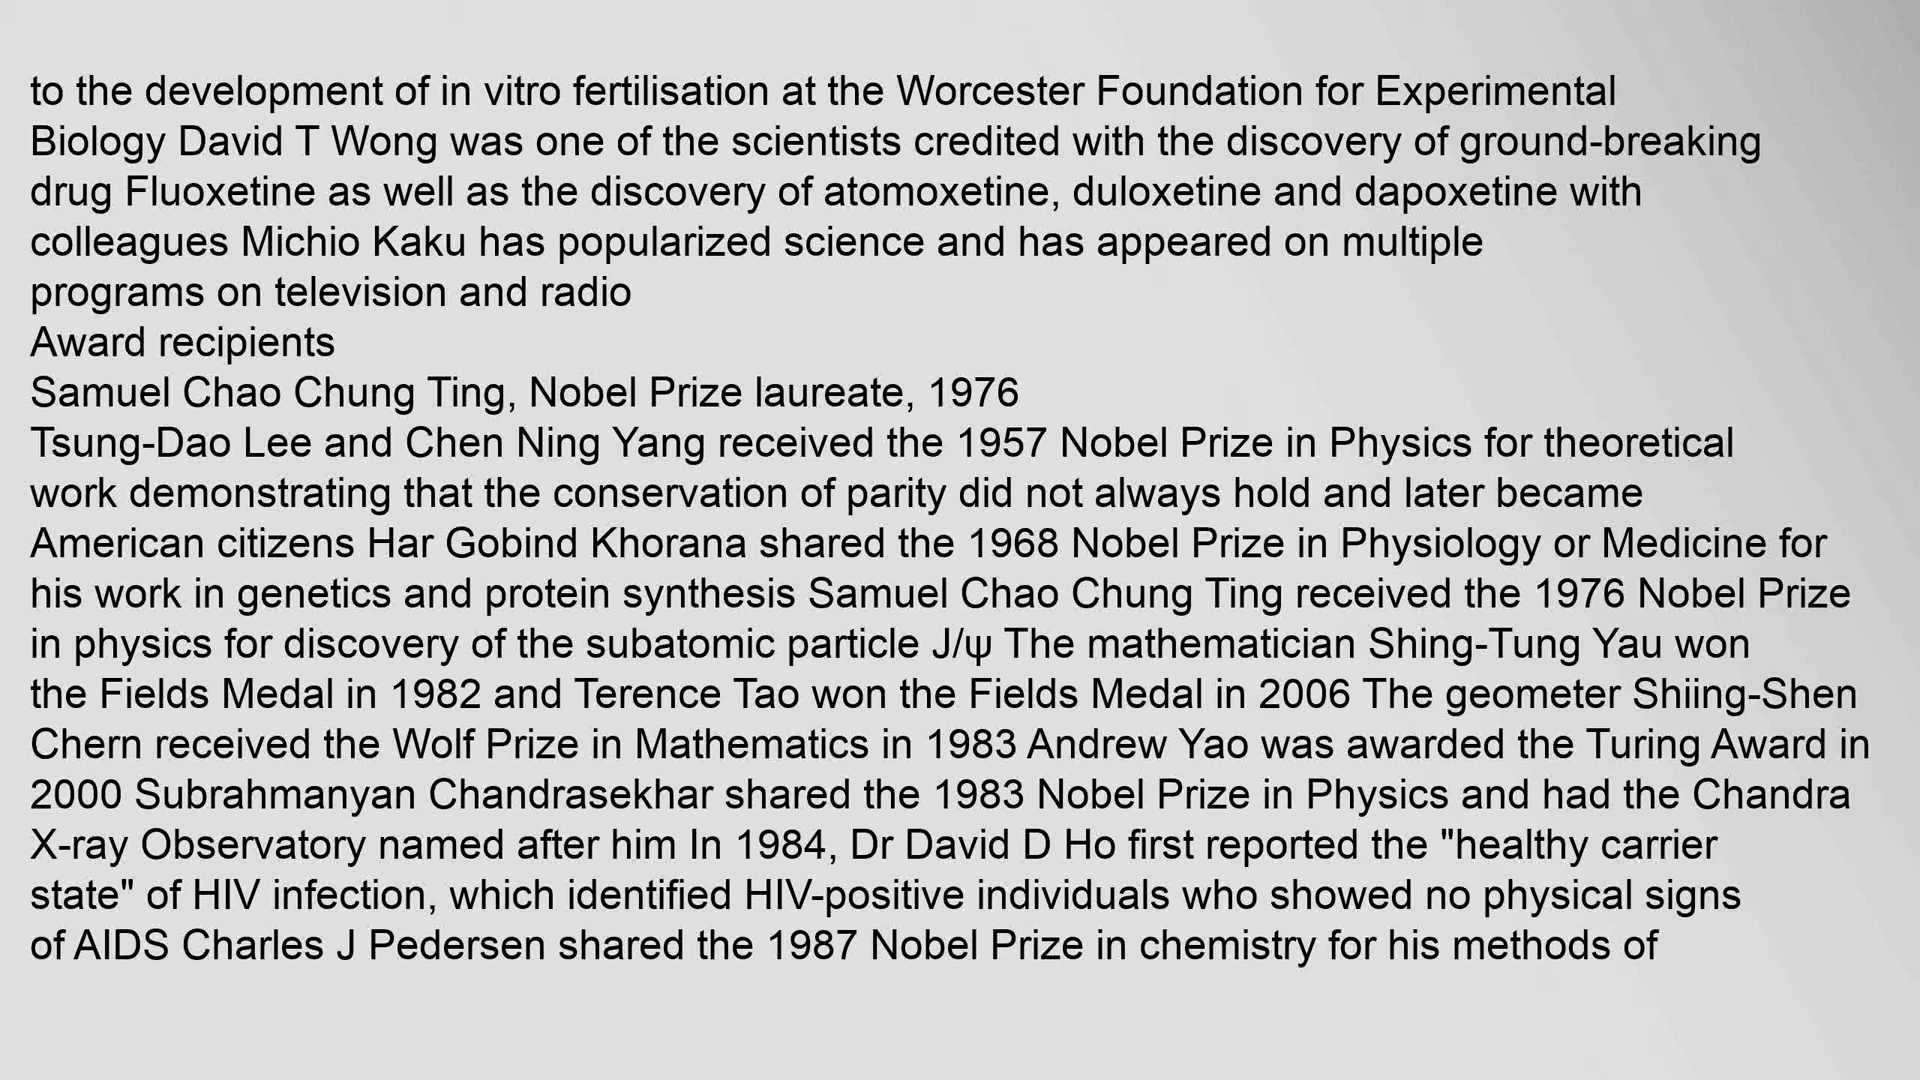 to the development of in vitro fertilisation at the Worcester Foundation for Experimental
Biology David T Wong was one of the scientists credited with the discovery of ground-breaking
drug Fluoxetine as well as the discovery of atomoxetine, duloxetine and dapoxetine with
colleagues Michio Kaku has popularized science and has appeared on multiple
programs on television and radio
Award recipients
Samuel Chao Chung Ting, Nobel Prize laureate, 1976
Tsung-Dao Lee and Chen Ning Yang received the 1957 Nobel Prize in Physics for theoretical
work demonstrating that the conservation of parity did not always hold and later became
American citizens Har Gobind Khorana shared the 1968 Nobel Prize in Physiology or Medicine for
his work in genetics and protein synthesis Samuel Chao Chung Ting received the 1976 Nobel Prize
in physics for discovery of the subatomic particle J/ψ The mathematician Shing-Tung Yau won
the Fields Medal in 1982 and Terence Tao won the Fields Medal in 2006 The geometer Shiing-Shen
Chern received the Wolf Prize in Mathematics in 1983 Andrew Yao was awarded the Turing Award in
2000 Subrahmanyan Chandrasekhar shared the 1983 Nobel Prize in Physics and had the Chandra
X-ray Observatory named after him In 1984, Dr David D Ho first reported the "healthy carrier
state" of HIV infection, which identified HIV-positive individuals who showed no physical signs
of AIDS Charles J Pedersen shared the 1987 Nobel Prize in chemistry for his methods of